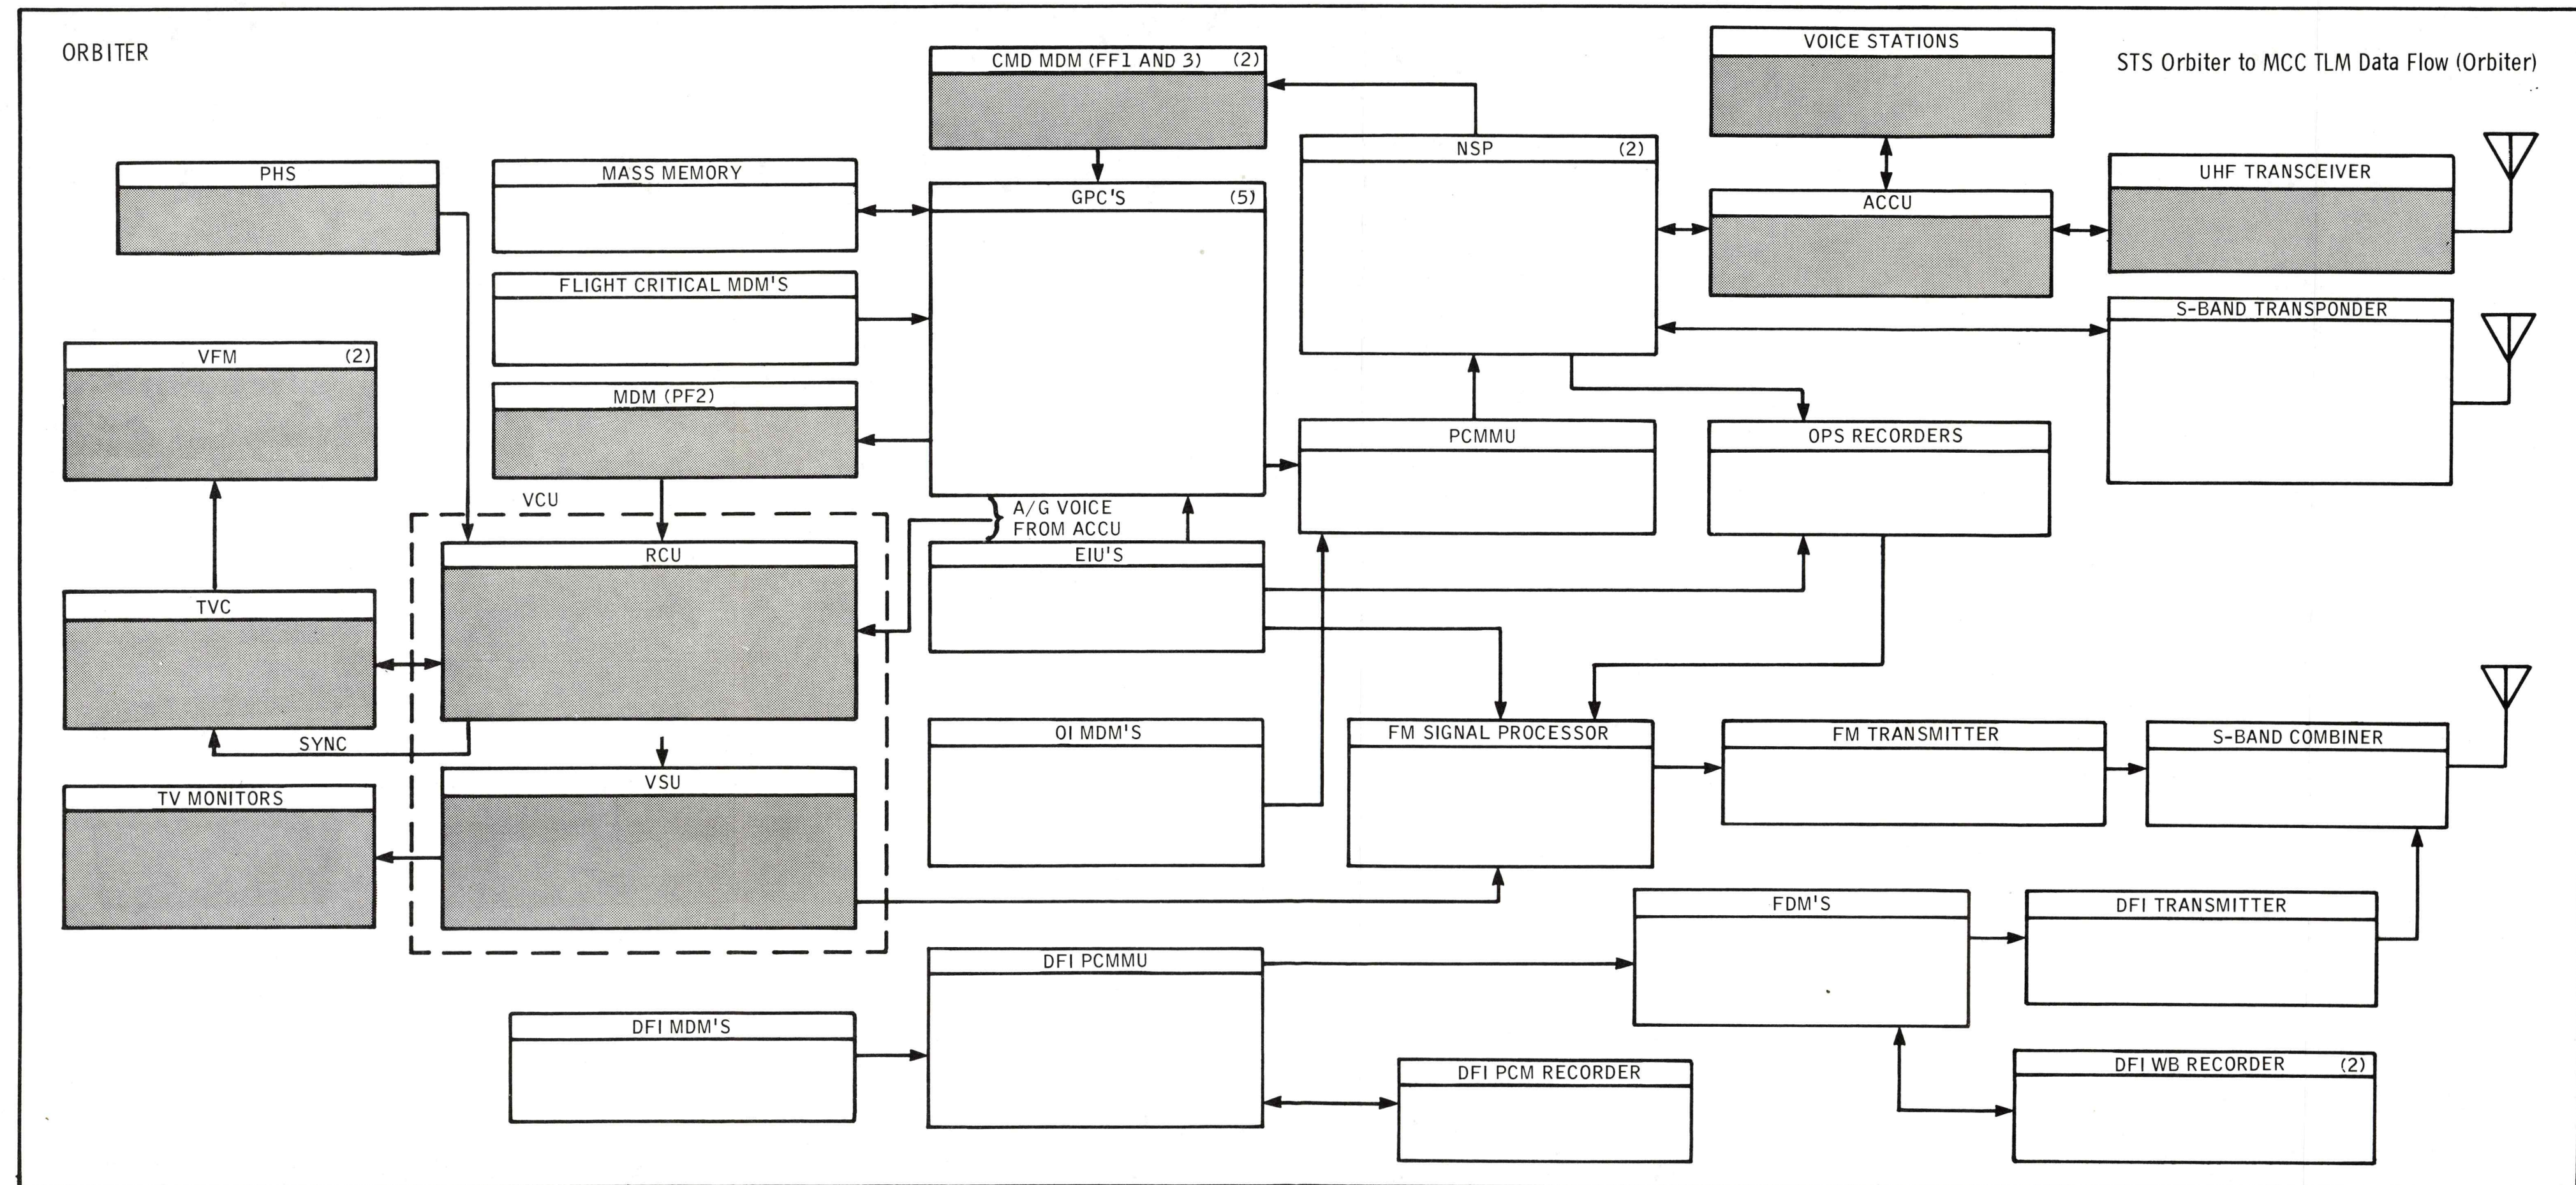 ORBITER
STS Orbiter to MCC TLM Data Flow (Orbiter)
CMD MDM (FF1 AND 3) (2)
VOICE STATIONS
NSP (2)
PHS
MASS MEMORY
GPC'S (5)
ACCU
UHF TRANSCEIVER
FLIGHT CRITICAL MDM'S
S-BAND TRANSPONDER
VFM (2)
MDM (PF2)
PCMMU
OPS RECORDERS
VCU
A/G VOICE
FROM ACCU
RCU
EIU'S
TVC
SYNC
OI MDM'S
FM SIGNAL PROCESSOR
FM TRANSMITTER
S-BAND COMBINER
VSU
TV MONITORS
FDM'S
DFI TRANSMITTER
DFI PCMMU
DFI MDM'S
DFI PCM RECORDER
DFI WB RECORDER (2)